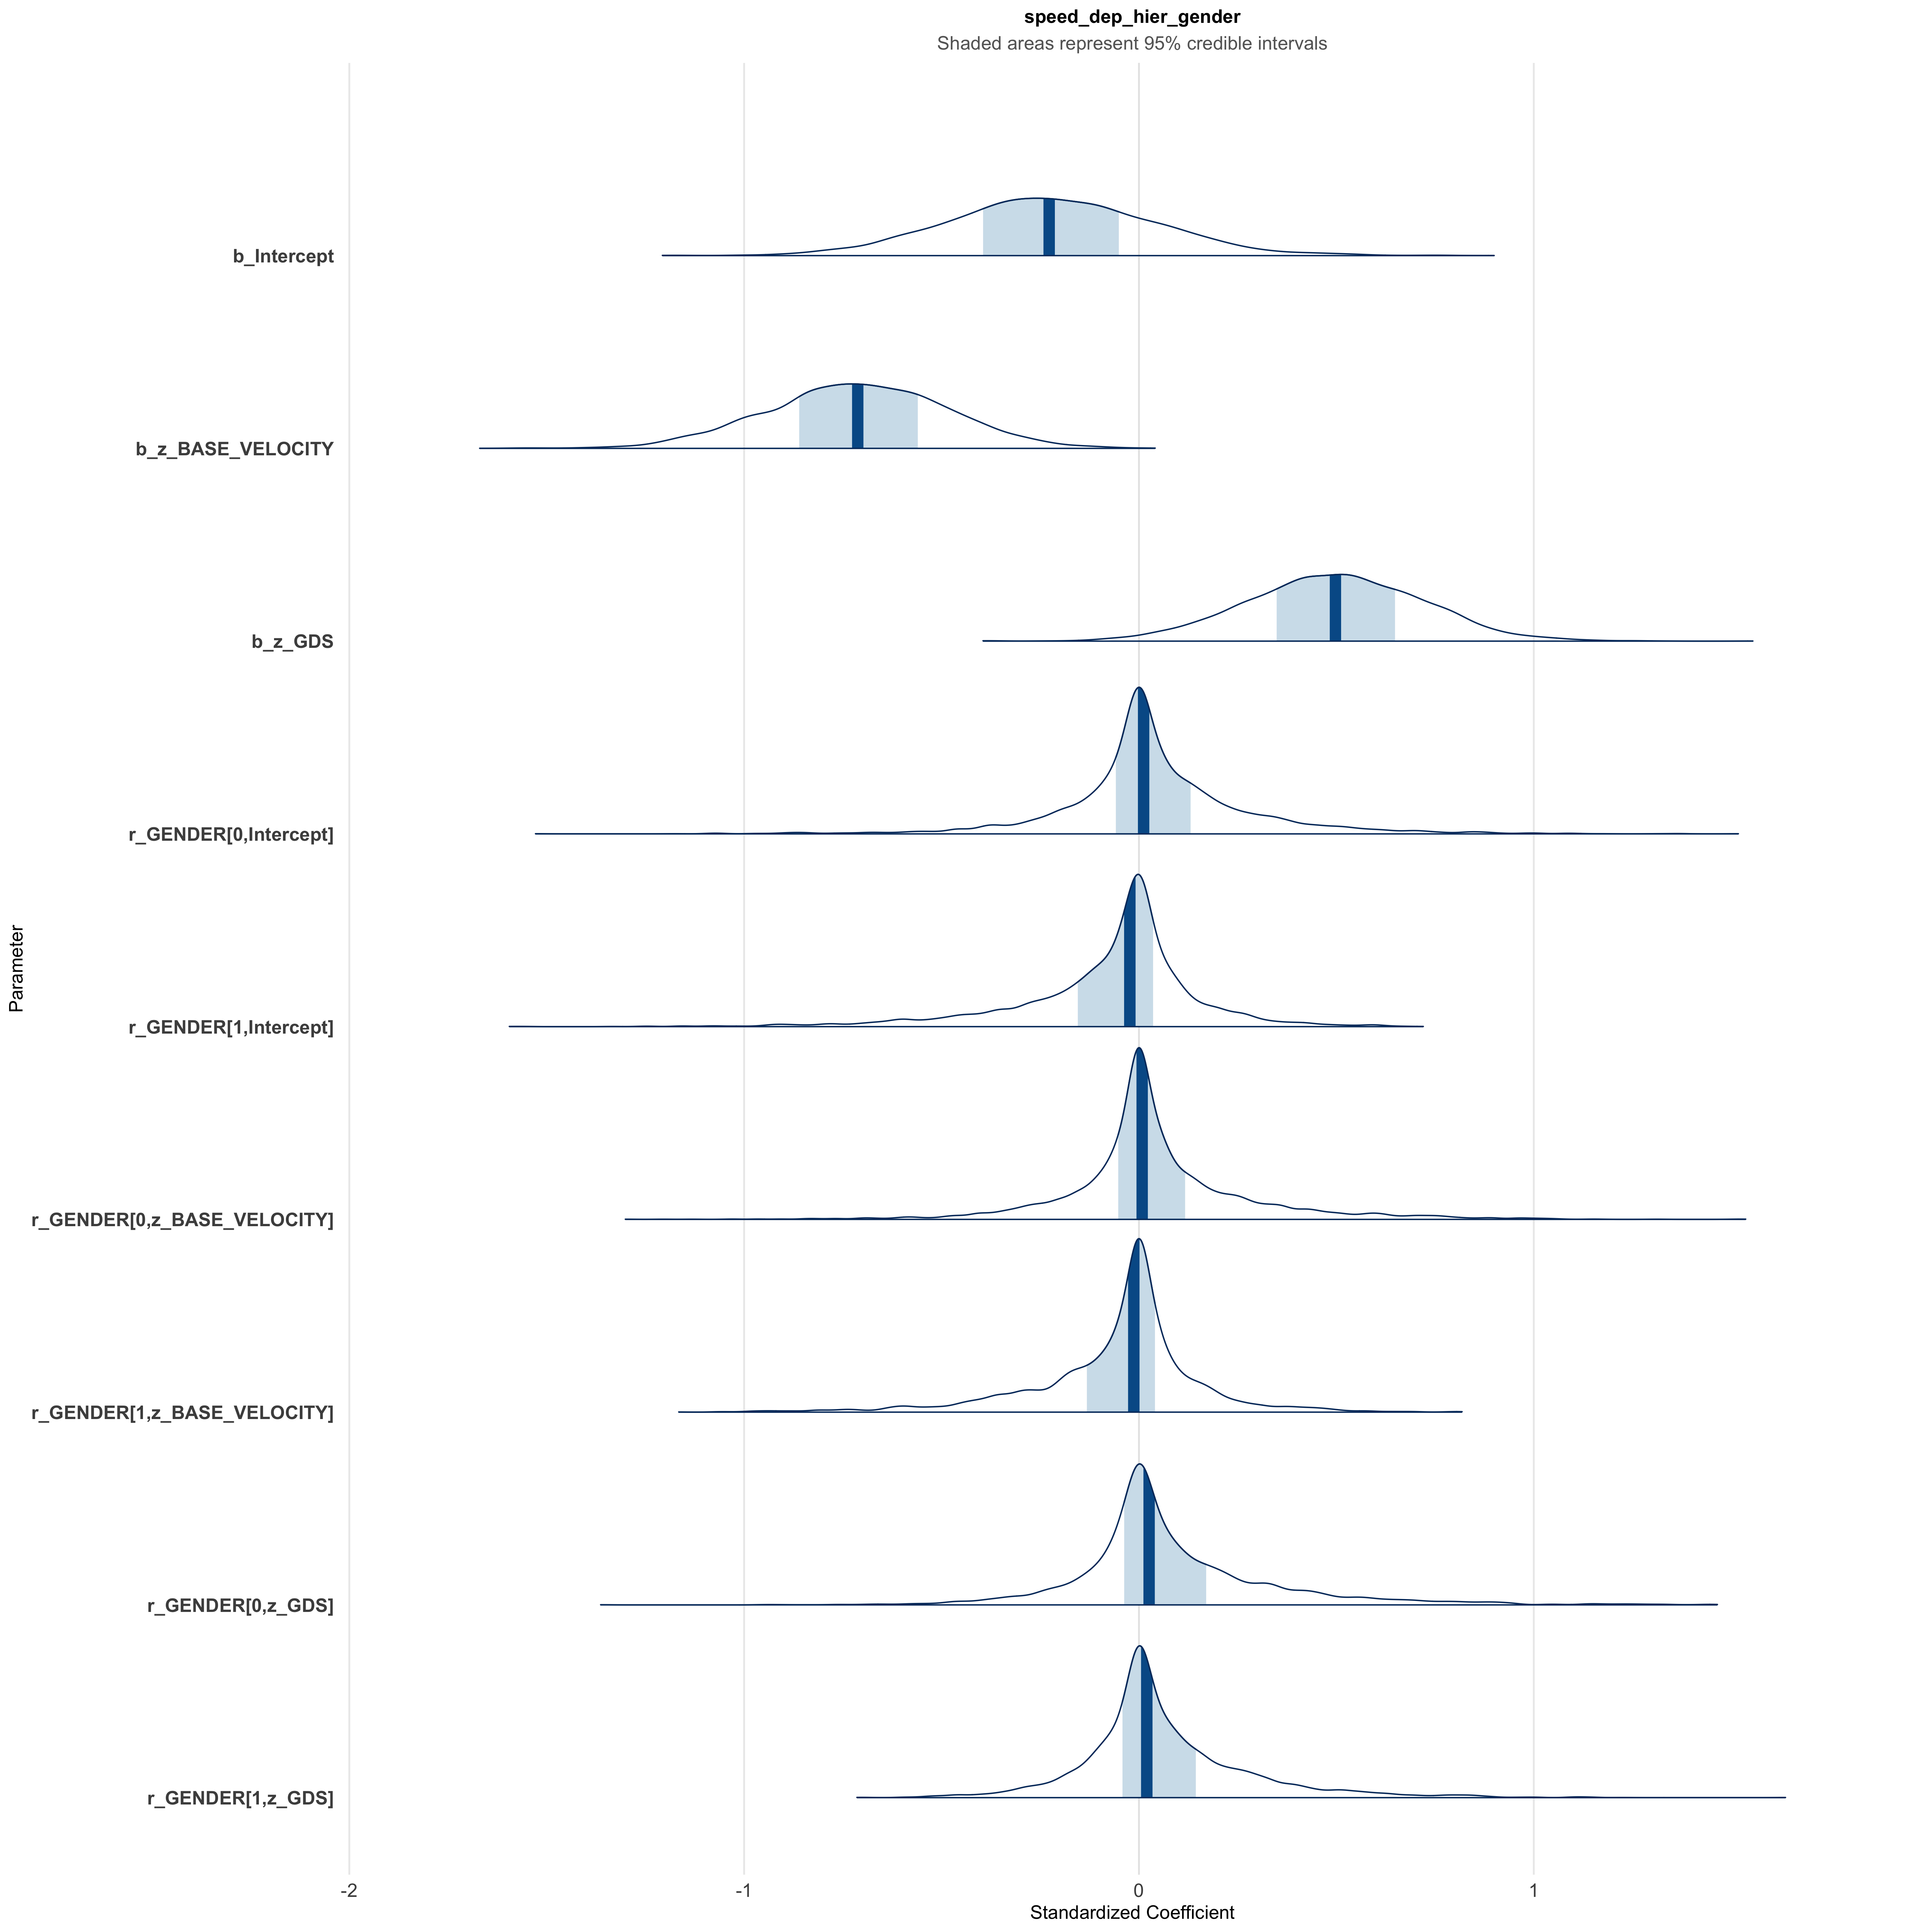 speed_dep_hier_gender
Shaded areas represent 95% credible intervals
b_Intercept
b_z_BASE_VELOCITY
b_z_GDS
r_GENDER[0,Intercept]
r_GENDER[1,Intercept]
r_GENDER[0,z_BASE_VELOCITY]
r_GENDER[1,z_BASE_VELOCITY]
r_GENDER[0,z_GDS]
r_GENDER[1,z_GDS]
Parameter
-2 -1 0 1
Standardized Coefficient